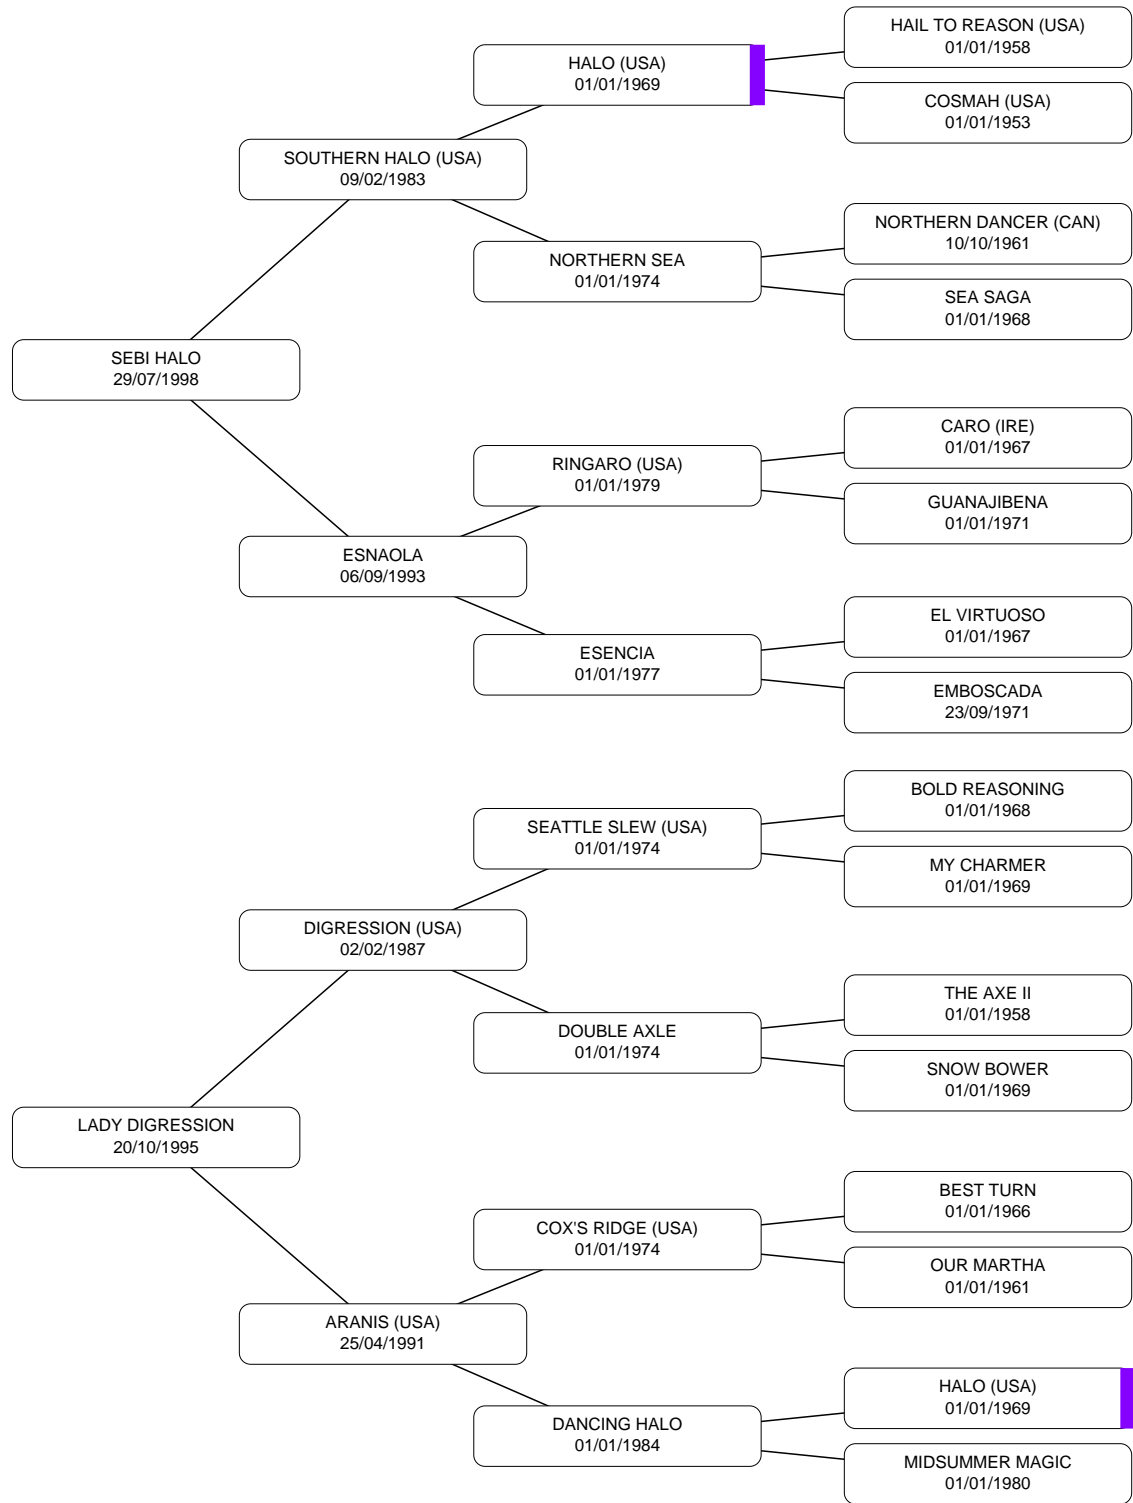 HAIL TO REASON (USA)
01/01/1958
HALO (USA)
01/01/1969
COSMAH (USA)
01/01/1953
SOUTHERN HALO (USA)
09/02/1983
NORTHERN DANCER (CAN)
10/10/1961
NORTHERN SEA
01/01/1974
SEA SAGA
01/01/1968
SEBI HALO
29/07/1998
CARO (IRE)
01/01/1967
RINGARO (USA)
01/01/1979
GUANAJIBENA
01/01/1971
ESNAOLA
06/09/1993
EL VIRTUOSO
01/01/1967
ESENCIA
01/01/1977
EMBOSCADA
23/09/1971
BOLD REASONING
01/01/1968
SEATTLE SLEW (USA)
01/01/1974
MY CHARMER
01/01/1969
DIGRESSION (USA)
02/02/1987
THE AXE II
01/01/1958
DOUBLE AXLE
01/01/1974
SNOW BOWER
01/01/1969
LADY DIGRESSION
20/10/1995
BEST TURN
01/01/1966
COX'S RIDGE (USA)
01/01/1974
OUR MARTHA
01/01/1961
ARANIS (USA)
25/04/1991
HALO (USA)
01/01/1969
DANCING HALO
01/01/1984
MIDSUMMER MAGIC
01/01/1980